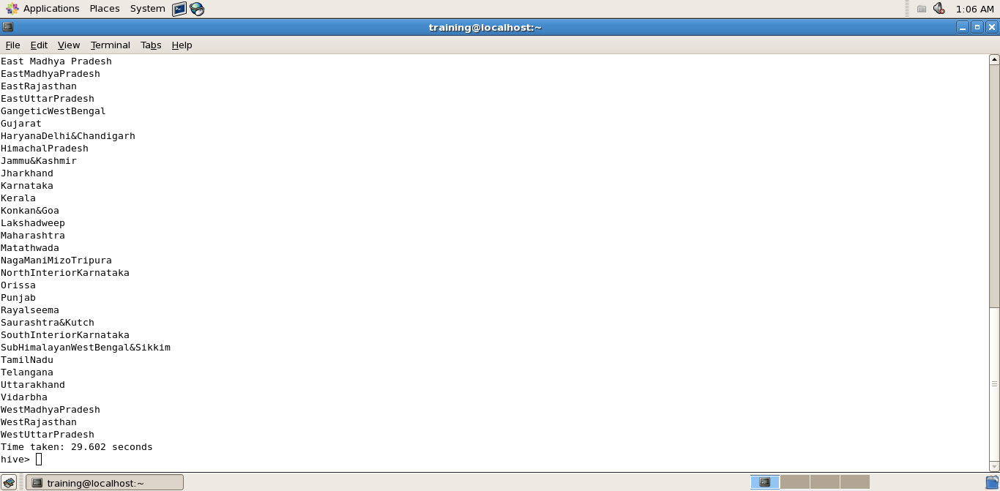 Applications Places System 1:06 AM
training@localhost:~
File Edit View Terminal Tabs Help
East Madhya Pradesh
EastMadhyaPradesh
EastRajasthan
EastUttarPradesh
GangeticWestBengal
Gujarat
HaryanaDelhi&Chandigarh
HimachalPradesh
Jammu&Kashmir
Jharkhand
Karnataka
Kerala
Konkan&Goa
Lakshadweep
Maharashtra
Matathwada
NagaManiMizoTripura
NorthInteriorKarnataka
Orissa
Punjab
Rayalseema
Saurashtra&Kutch
SouthInteriorKarnataka
SubHimalayanWestBengal&Sikkim
TamilNadu
Telangana
Uttarakhand
Vidarbha
WestMadhyaPradesh
WestRajasthan
WestUttarPradesh
Time taken: 29.602 seconds
hive>
training@localhost:~